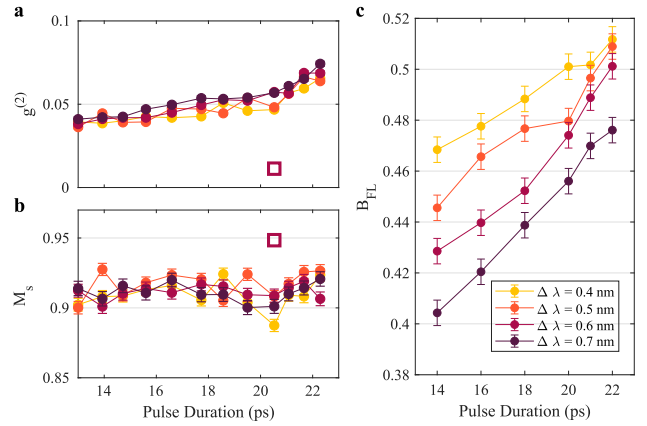 a
0.1
0.05
0
g(2)
b
0.95
0.9
0.85
Ms
13 14 16 18 20 22
Pulse Duration (ps)
c
0.52
0.5
0.48
0.46
0.44
0.42
0.4
0.38
BFL
14 16 18 20 22
Pulse Duration (ps)
Δ λ = 0.4 nm
Δ λ = 0.5 nm
Δ λ = 0.6 nm
Δ λ = 0.7 nm